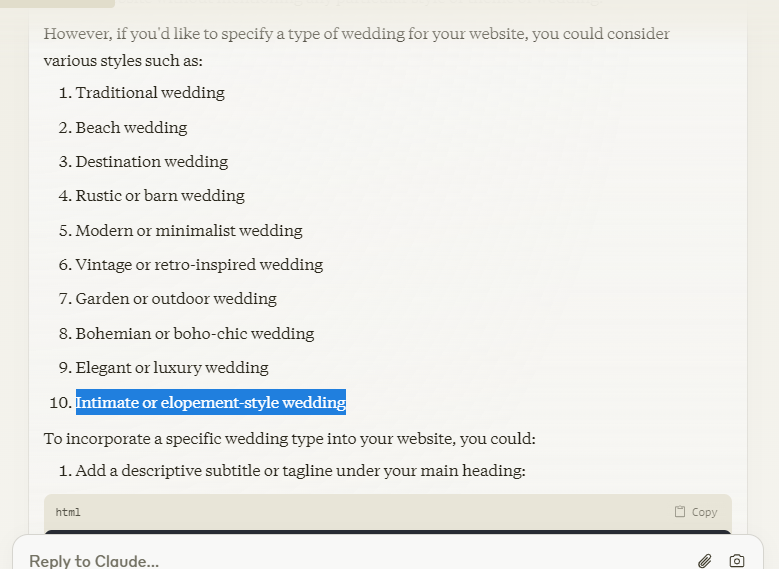 However, if you'd like to specify a type of wedding for your website, you could consider
various styles such as:
1. Traditional wedding
2. Beach wedding
3. Destination wedding
4. Rustic or barn wedding
5. Modern or minimalist wedding
6. Vintage or retro-inspired wedding
7. Garden or outdoor wedding
8. Bohemian or boho-chic wedding
9. Elegant or luxury wedding
10. Intimate or elopement-style wedding
To incorporate a specific wedding type into your website, you could:
1. Add a descriptive subtitle or tagline under your main heading:
html Copy
Reply to Claude...